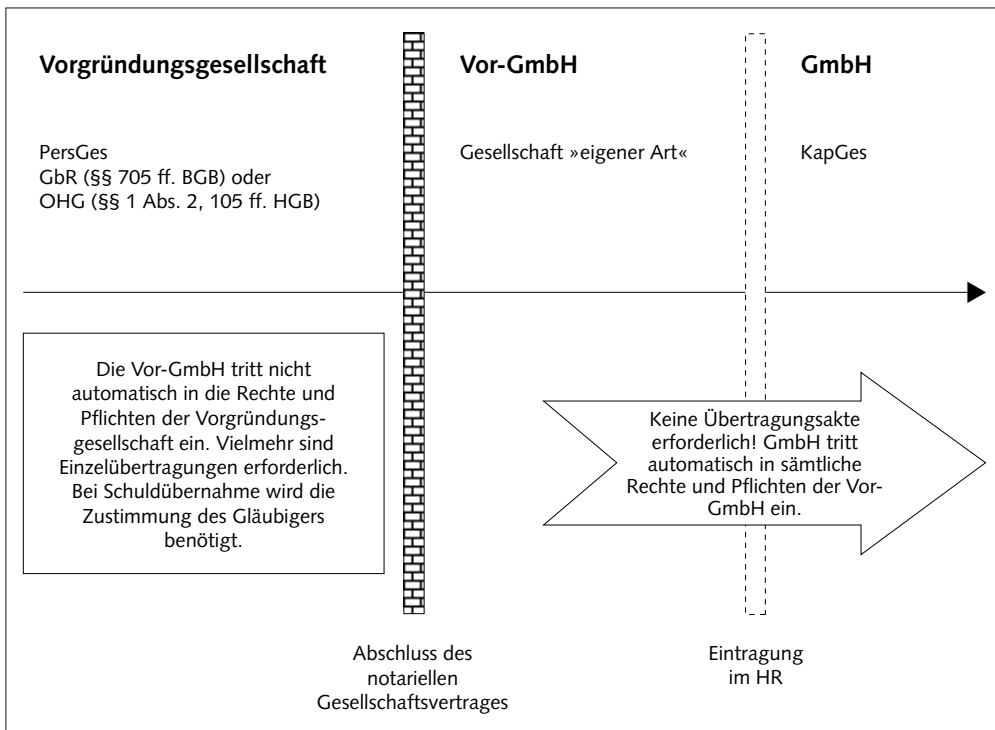 Vorgründungsgesellschaft
Vor-GmbH
GmbH
PersGes
GbR (§§ 705 ff. BGB) oder
OHG (§§ 1 Abs. 2, 105 ff. HGB)
Gesellschaft »eigener Art«
KapGes
Die Vor-GmbH tritt nicht
automatisch in die Rechte und
Pflichten der Vorgründungs-
gesellschaft ein. Vielmehr sind
Einzelübertragungen erforderlich.
Bei Schuldübernahme wird die
Zustimmung des Gläubigers
benötigt.
Keine Übertragungsakte
erforderlich! GmbH tritt
automatisch in sämtliche
Rechte und Pflichten der Vor-
GmbH ein.
Abschluss des
notariellen
Gesellschaftsvertrages
Eintragung
im HR